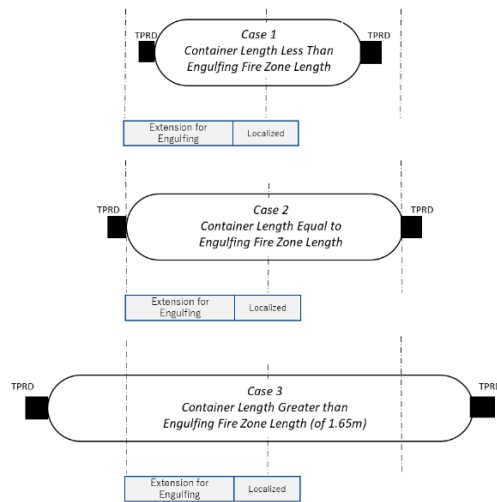 TPRD
Case 1
TPRD
Container Length Less Than
Engulfing Fire Zone Length
Extension for
Engulfing
Localized
TPRD
Case 2
TPRD
Container Length Equal to
Engulfing Fire Zone Length
Extension for
Engulfing
Localized
TPRD
Case 3
TPRD
Container Length Greater than
Engulfing Fire Zone Length (of 1.65m)
Extension for
Engulfing
Localized